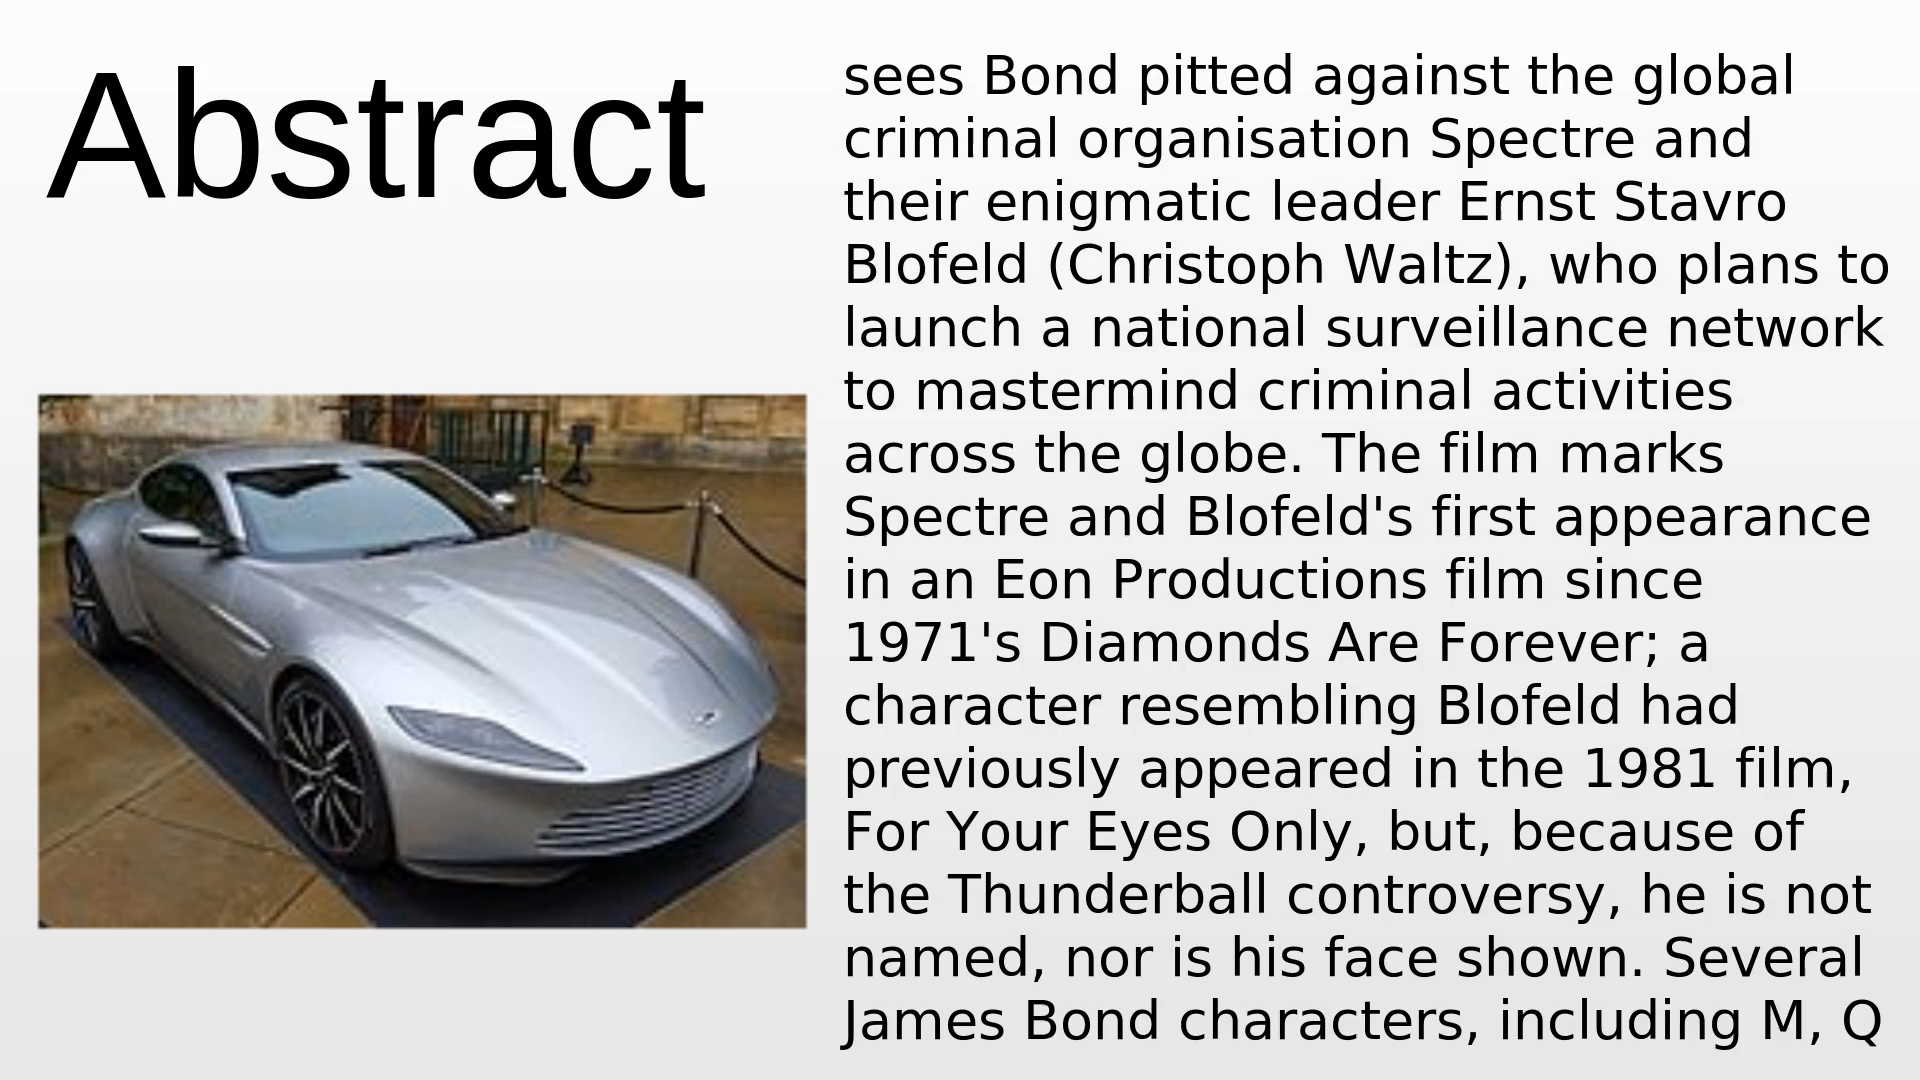 Abstract
sees Bond pitted against the global
criminal organisation Spectre and
their enigmatic leader Ernst Stavro
Blofeld (Christoph Waltz), who plans to
launch a national surveillance network
to mastermind criminal activities
across the globe. The film marks
Spectre and Blofeld's first appearance
in an Eon Productions film since
1971's Diamonds Are Forever; a
character resembling Blofeld had
previously appeared in the 1981 film,
For Your Eyes Only, but, because of
the Thunderball controversy, he is not
named, nor is his face shown. Several
James Bond characters, including M, Q